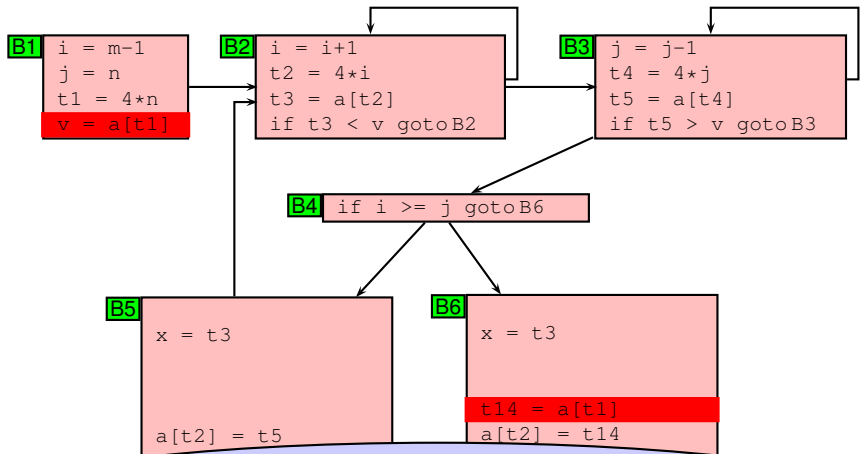 B1
i = m-1
j = n
t1 = 4*n
v = a[t1]
B2
i = i+1
t2 = 4*i
t3 = a[t2]
if t3 < v goto B2
B3
j = j-1
t4 = 4*j
t5 = a[t4]
if t5 > v goto B3
B4
if i >= j goto B6
B5
x = t3
a[t2] = t5
B6
x = t3
t14 = a[t1]
a[t2] = t14